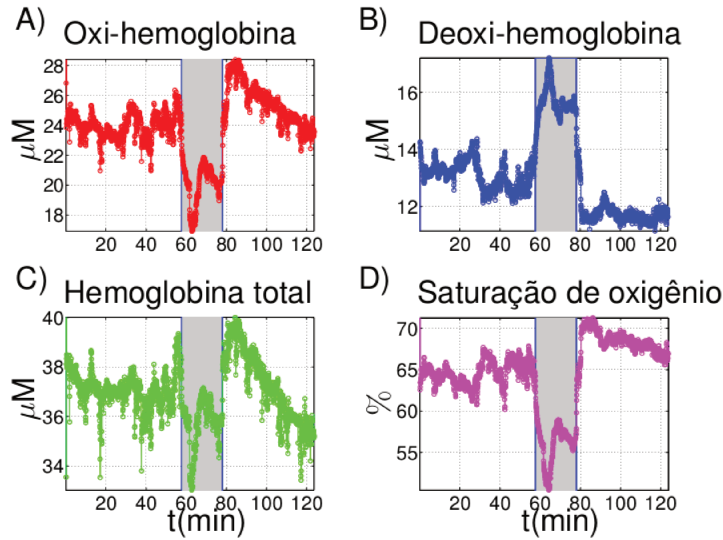 A) Oxi-hemoglobina
28
26
24
22
20
18
μM
20 40 60 80 100 120
B) Deoxi-hemoglobina
16
14
12
μM
20 40 60 80 100 120
C) Hemoglobina total
40
38
36
34
μM
20 40 60 80 100 120
t(min)
D) Saturação de oxigênio
70
65
60
55
%
20 40 60 80 100 120
t(min)